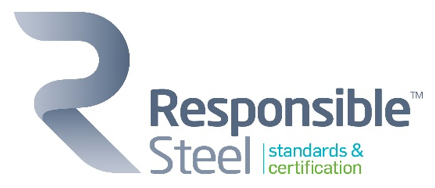 Responsible™
Steel
standards &
certification